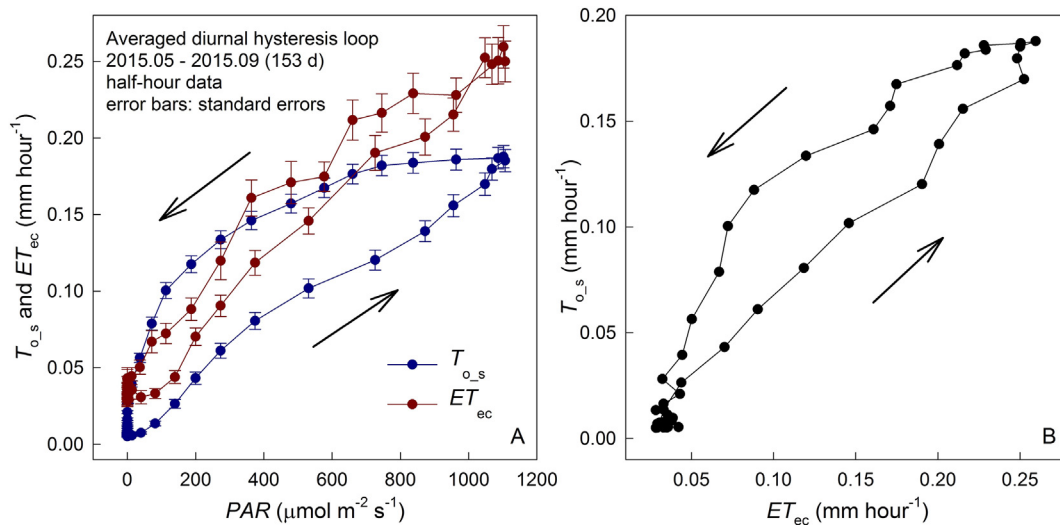 Averaged diurnal hysteresis loop
2015.05 - 2015.09 (153 d)
half-hour data
error bars: standard errors
T_o_s and ET_ec (mm hour⁻¹)
0.25
0.20
0.15
0.10
0.05
0.00
T_o_s
ET_ec
A
0 200 400 600 800 1000 1200
PAR (μmol m⁻² s⁻¹)
T_o_s (mm hour⁻¹)
0.20
0.15
0.10
0.05
0.00
B
0.05 0.10 0.15 0.20 0.25
ET_ec (mm hour⁻¹)